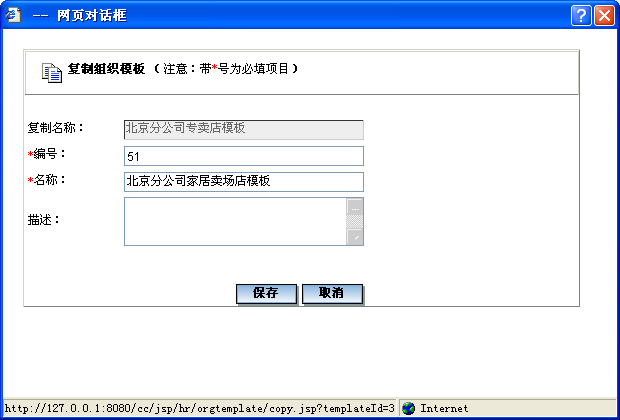 -- 网页对话框
复制组织模板 （ 注意：带*号为必填项目 ）
复制名称： 北京分公司专卖店模板
*编号： 51
*名称： 北京分公司家居卖场店模板
描述：
保存 取消
http://127.0.0.1:8080/cc/jsp/hr/orgtemplate/copy.jsp?templateId=3 Internet